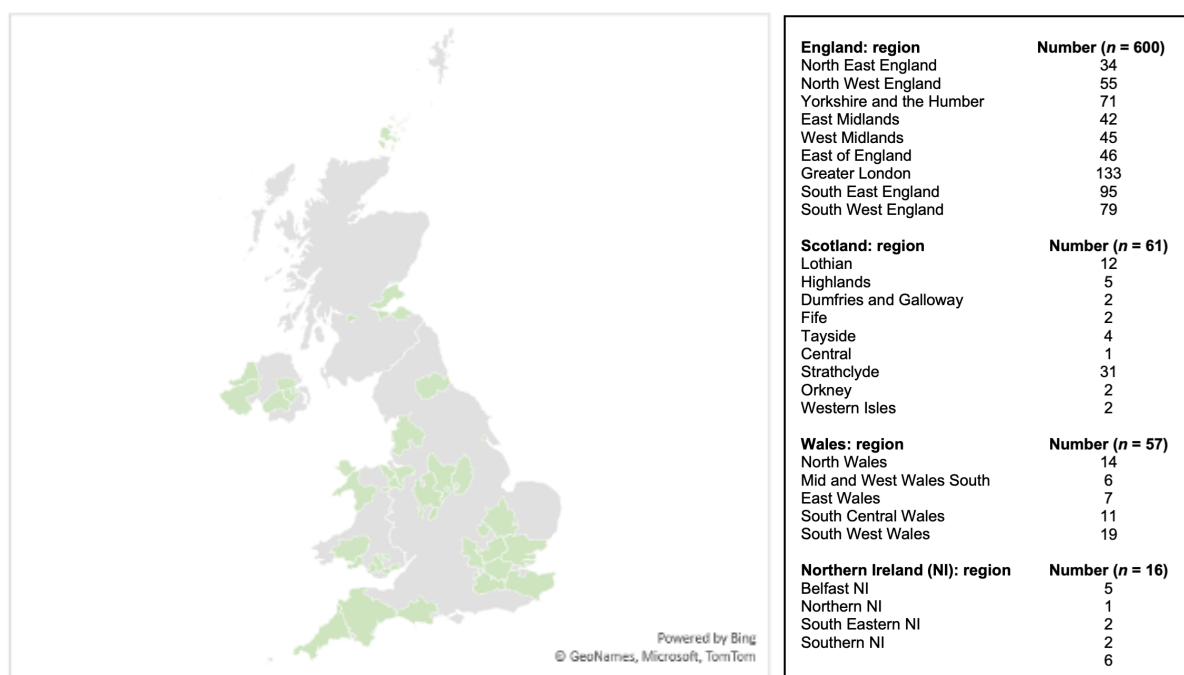 England: region Number (n = 600)
North East England 34
North West England 55
Yorkshire and the Humber 71
East Midlands 42
West Midlands 45
East of England 46
Greater London 133
South East England 95
South West England 79
Scotland: region Number (n = 61)
Lothian 12
Highlands 5
Dumfries and Galloway 2
Fife 2
Tayside 4
Central 1
Strathclyde 31
Orkney 2
Western Isles 2
Wales: region Number (n = 57)
North Wales 14
Mid and West Wales South 6
East Wales 7
South Central Wales 11
South West Wales 19
Northern Ireland (NI): region Number (n = 16)
Belfast NI 5
Northern NI 1
South Eastern NI 2
Southern NI 2
6
Powered by Bing
© GeoNames, Microsoft, TomTom